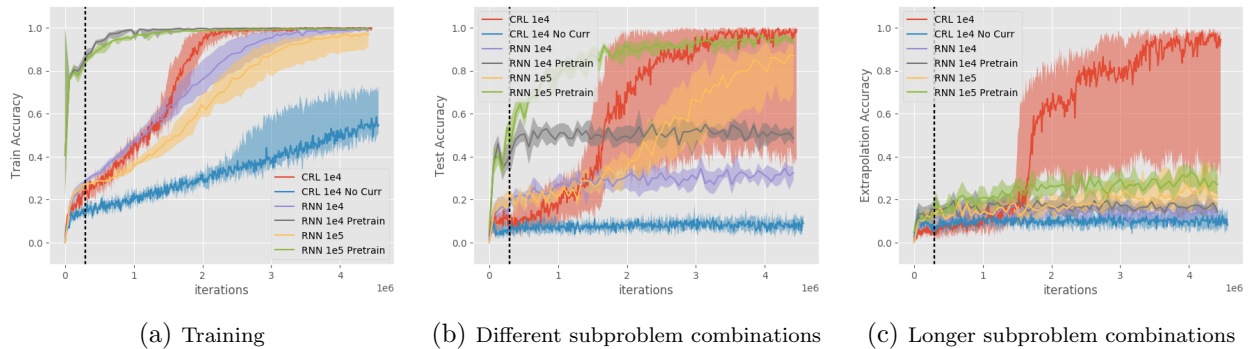 1.0
0.8
0.6
0.4
0.2
0.0
Train Accuracy
CRL 1e4
CRL 1e4 No Curr
RNN 1e4
RNN 1e4 Pretrain
RNN 1e5
RNN 1e5 Pretrain
0 1 2 3 4
iterations 1e6
(a) Training
CRL 1e4
CRL 1e4 No Curr
RNN 1e4
RNN 1e4 Pretrain
RNN 1e5
RNN 1e5 Pretrain
1.0
0.8
0.6
0.4
0.2
0.0
Test Accuracy
0 1 2 3 4
iterations 1e6
(b) Different subproblem combinations
CRL 1e4
CRL 1e4 No Curr
RNN 1e4
RNN 1e4 Pretrain
RNN 1e5
RNN 1e5 Pretrain
1.0
0.8
0.6
0.4
0.2
0.0
Extrapolation Accuracy
0 1 2 3 4
iterations 1e6
(c) Longer subproblem combinations